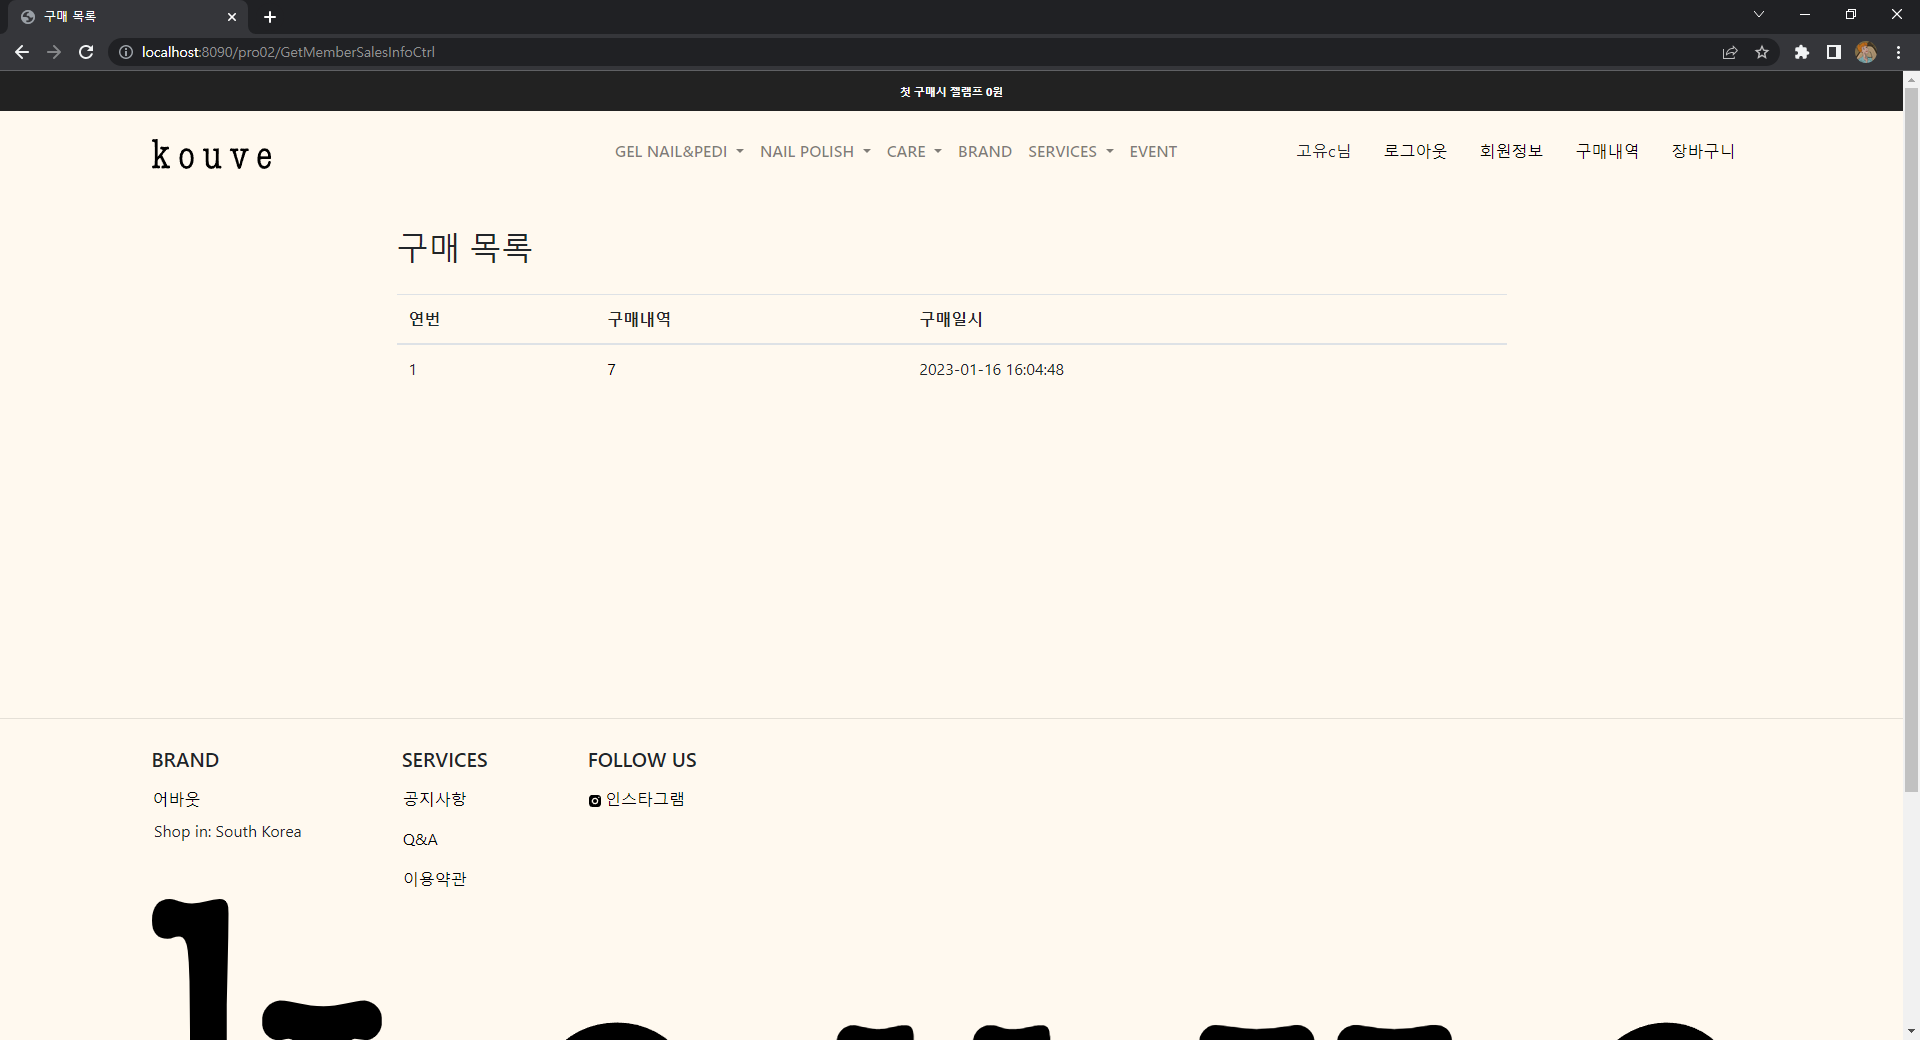 구매 목록
localhost:8090/pro02/GetMemberSalesInfoCtrl
첫 구매시 젤램프 0원
kouve
GEL NAIL&PEDI NAIL POLISH CARE BRAND SERVICES EVENT
고유c님 로그아웃 회원정보 구매내역 장바구니
구매 목록
연번 구매내역 구매일시
1 7 2023-01-16 16:04:48
BRAND SERVICES FOLLOW US
어바웃 공지사항 인스타그램
Shop in: South Korea
Q&A
이용약관